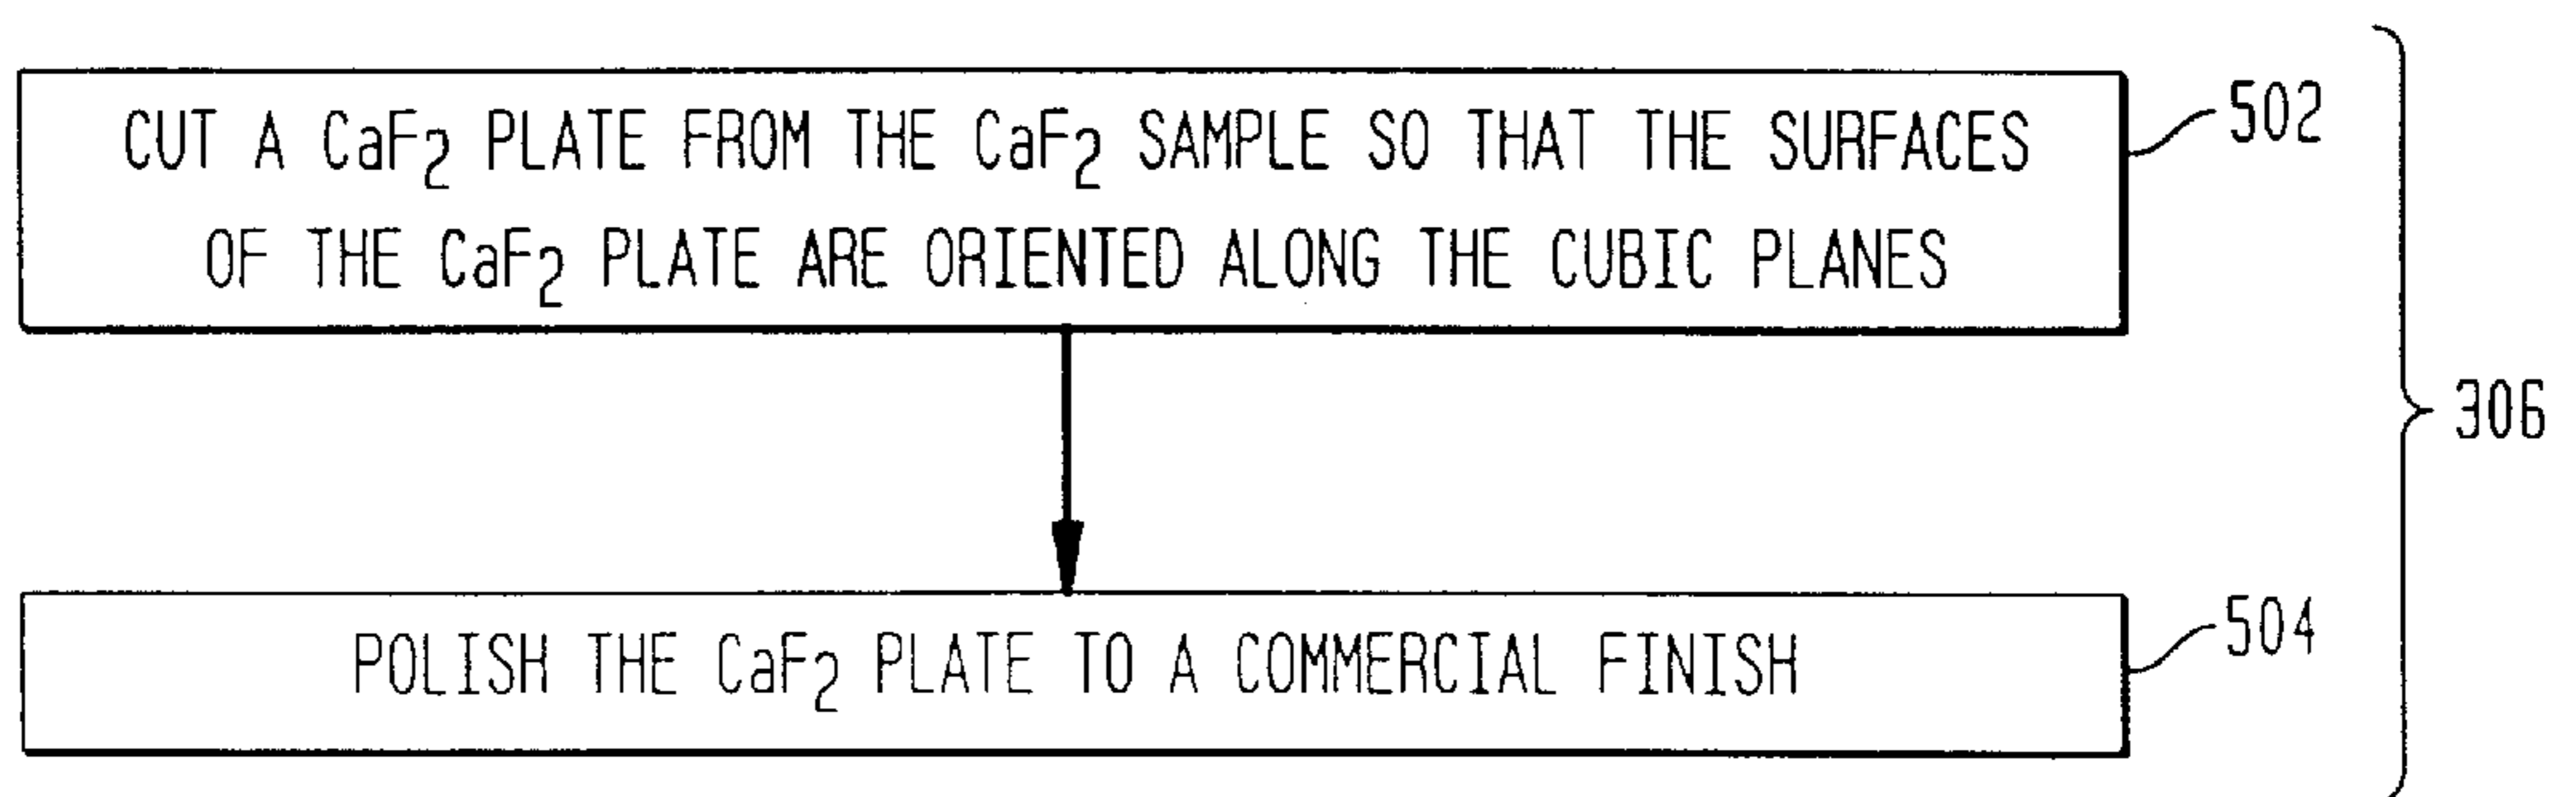 CUT A CaF2 PLATE FROM THE CaF2 SAMPLE SO THAT THE SURFACES
OF THE CaF2 PLATE ARE ORIENTED ALONG THE CUBIC PLANES
502
306
POLISH THE CaF2 PLATE TO A COMMERCIAL FINISH
504